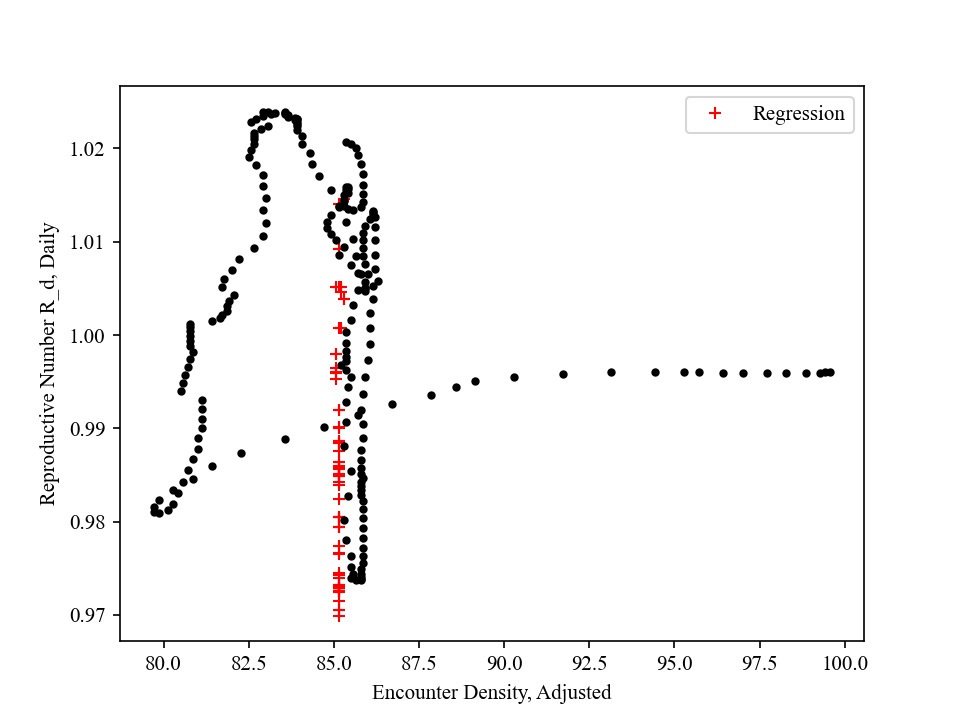 Regression
1.02
1.01
1.00
0.99
0.98
0.97
Reproductive Number R_d, Daily
80.0 82.5 85.0 87.5 90.0 92.5 95.0 97.5 100.0
Encounter Density, Adjusted